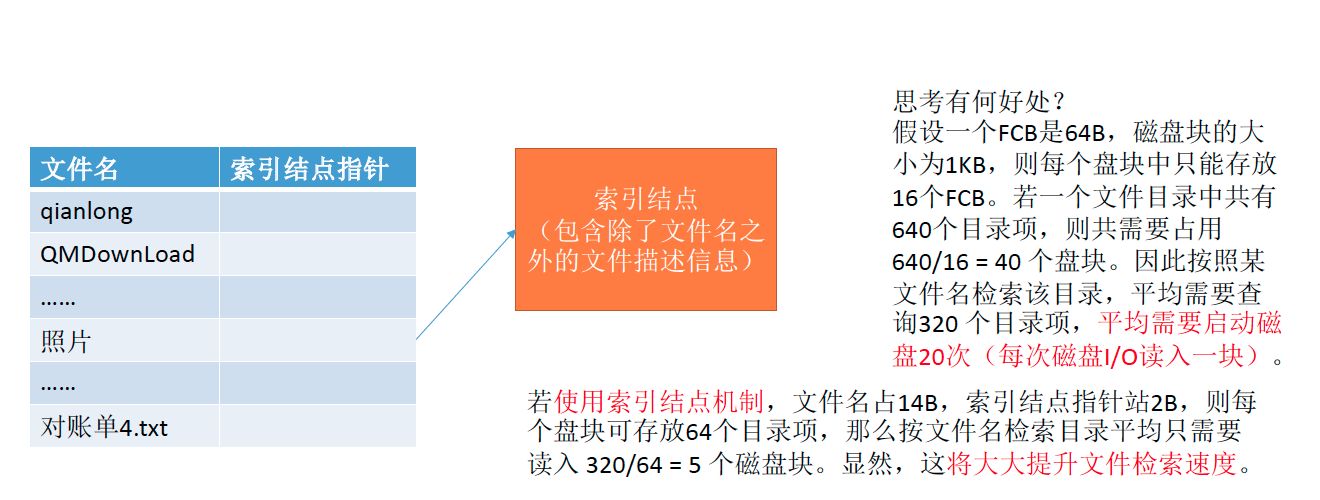 文件名 索引结点指针
qianlong
QMDownLoad
……
照片
……
对账单4.txt
索引结点
（包含除了文件名之
外的文件描述信息）
思考有何好处？
假设一个FCB是64B，磁盘块的大
小为1KB，则每个盘块中只能存放
16个FCB。若一个文件目录中共有
640个目录项，则共需要占用
640/16 = 40 个盘块。因此按照某
文件名检索该目录，平均需要查
询320 个目录项，平均需要启动磁
盘20次（每次磁盘I/O读入一块）。
若使用索引结点机制，文件名占14B，索引结点指针站2B，则每
个盘块可存放64个目录项，那么按文件名检索目录平均只需要
读入 320/64 = 5 个磁盘块。显然，这将大大提升文件检索速度。